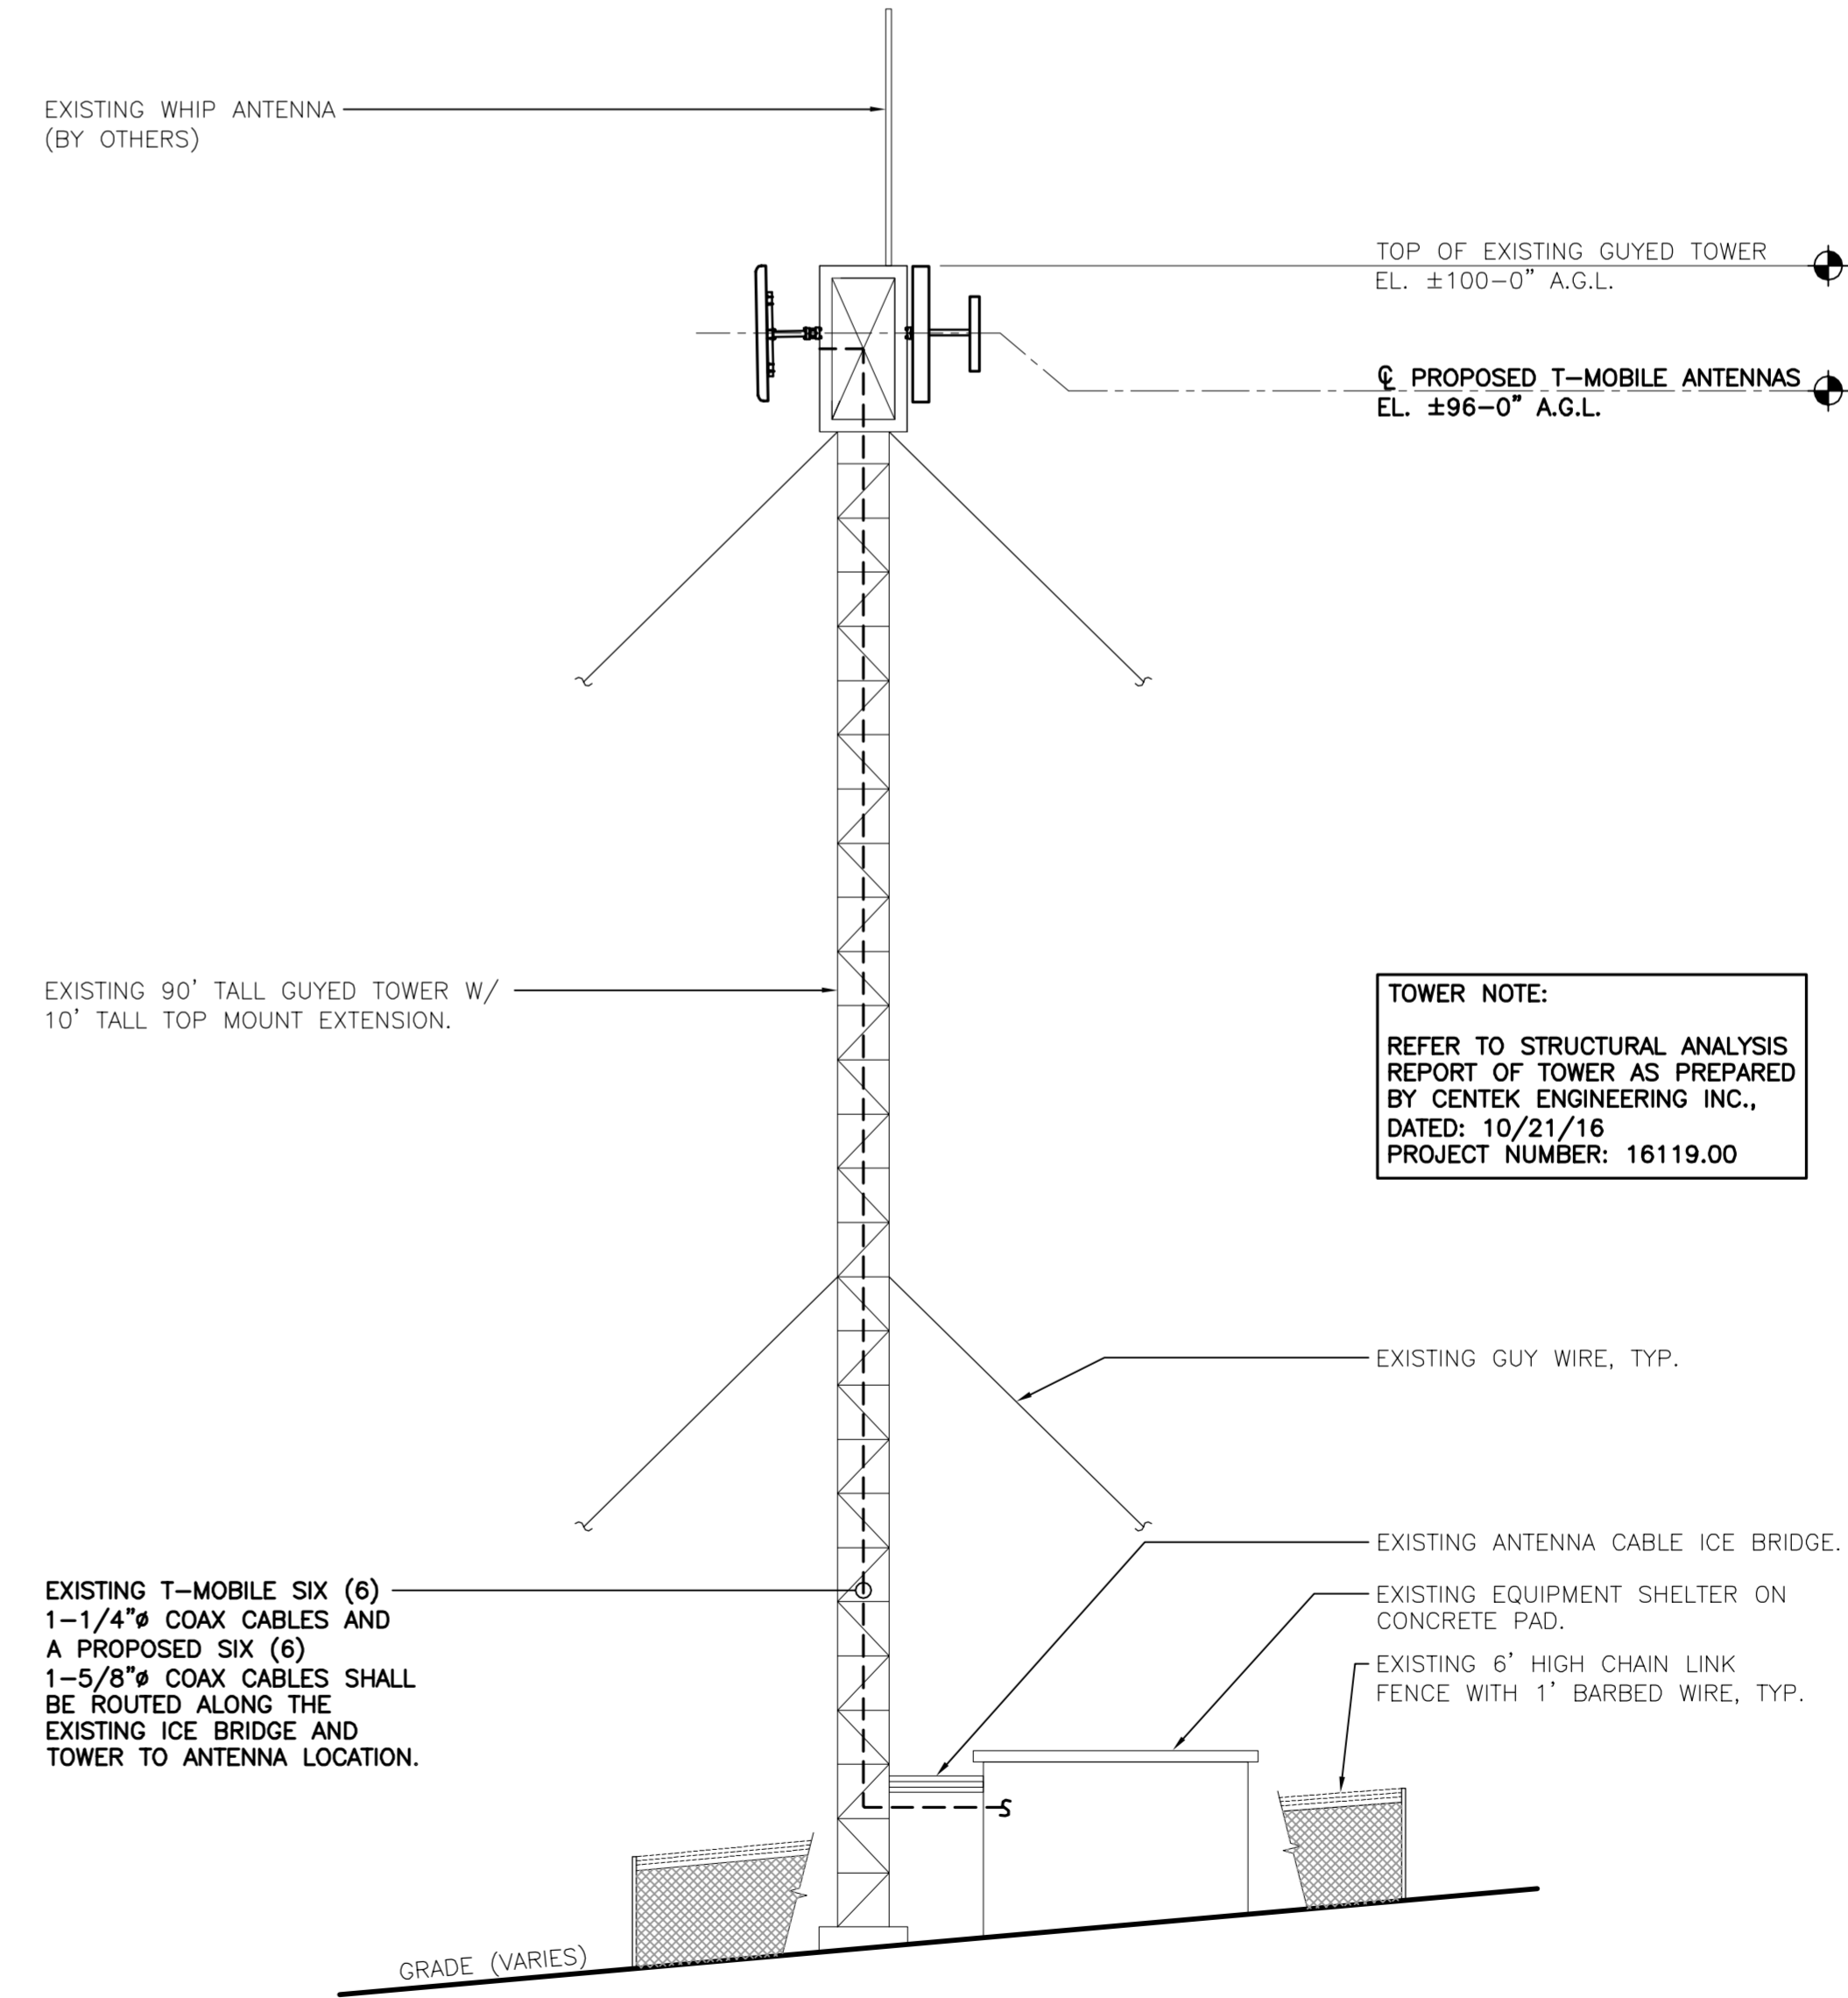 EXISTING WHIP ANTENNA
(BY OTHERS)
TOP OF EXISTING GUYED TOWER
EL. ±100-0" A.G.L.
℄ PROPOSED T-MOBILE ANTENNAS
EL. ±96-0" A.G.L.
EXISTING 90' TALL GUYED TOWER W/
10' TALL TOP MOUNT EXTENSION.
TOWER NOTE:
REFER TO STRUCTURAL ANALYSIS
REPORT OF TOWER AS PREPARED
BY CENTEK ENGINEERING INC.,
DATED: 10/21/16
PROJECT NUMBER: 16119.00
EXISTING GUY WIRE, TYP.
EXISTING ANTENNA CABLE ICE BRIDGE.
EXISTING EQUIPMENT SHELTER ON
CONCRETE PAD.
EXISTING 6' HIGH CHAIN LINK
FENCE WITH 1' BARBED WIRE, TYP.
EXISTING T-MOBILE SIX (6)
1-1/4"ø COAX CABLES AND
A PROPOSED SIX (6)
1-5/8"ø COAX CABLES SHALL
BE ROUTED ALONG THE
EXISTING ICE BRIDGE AND
TOWER TO ANTENNA LOCATION.
GRADE (VARIES)